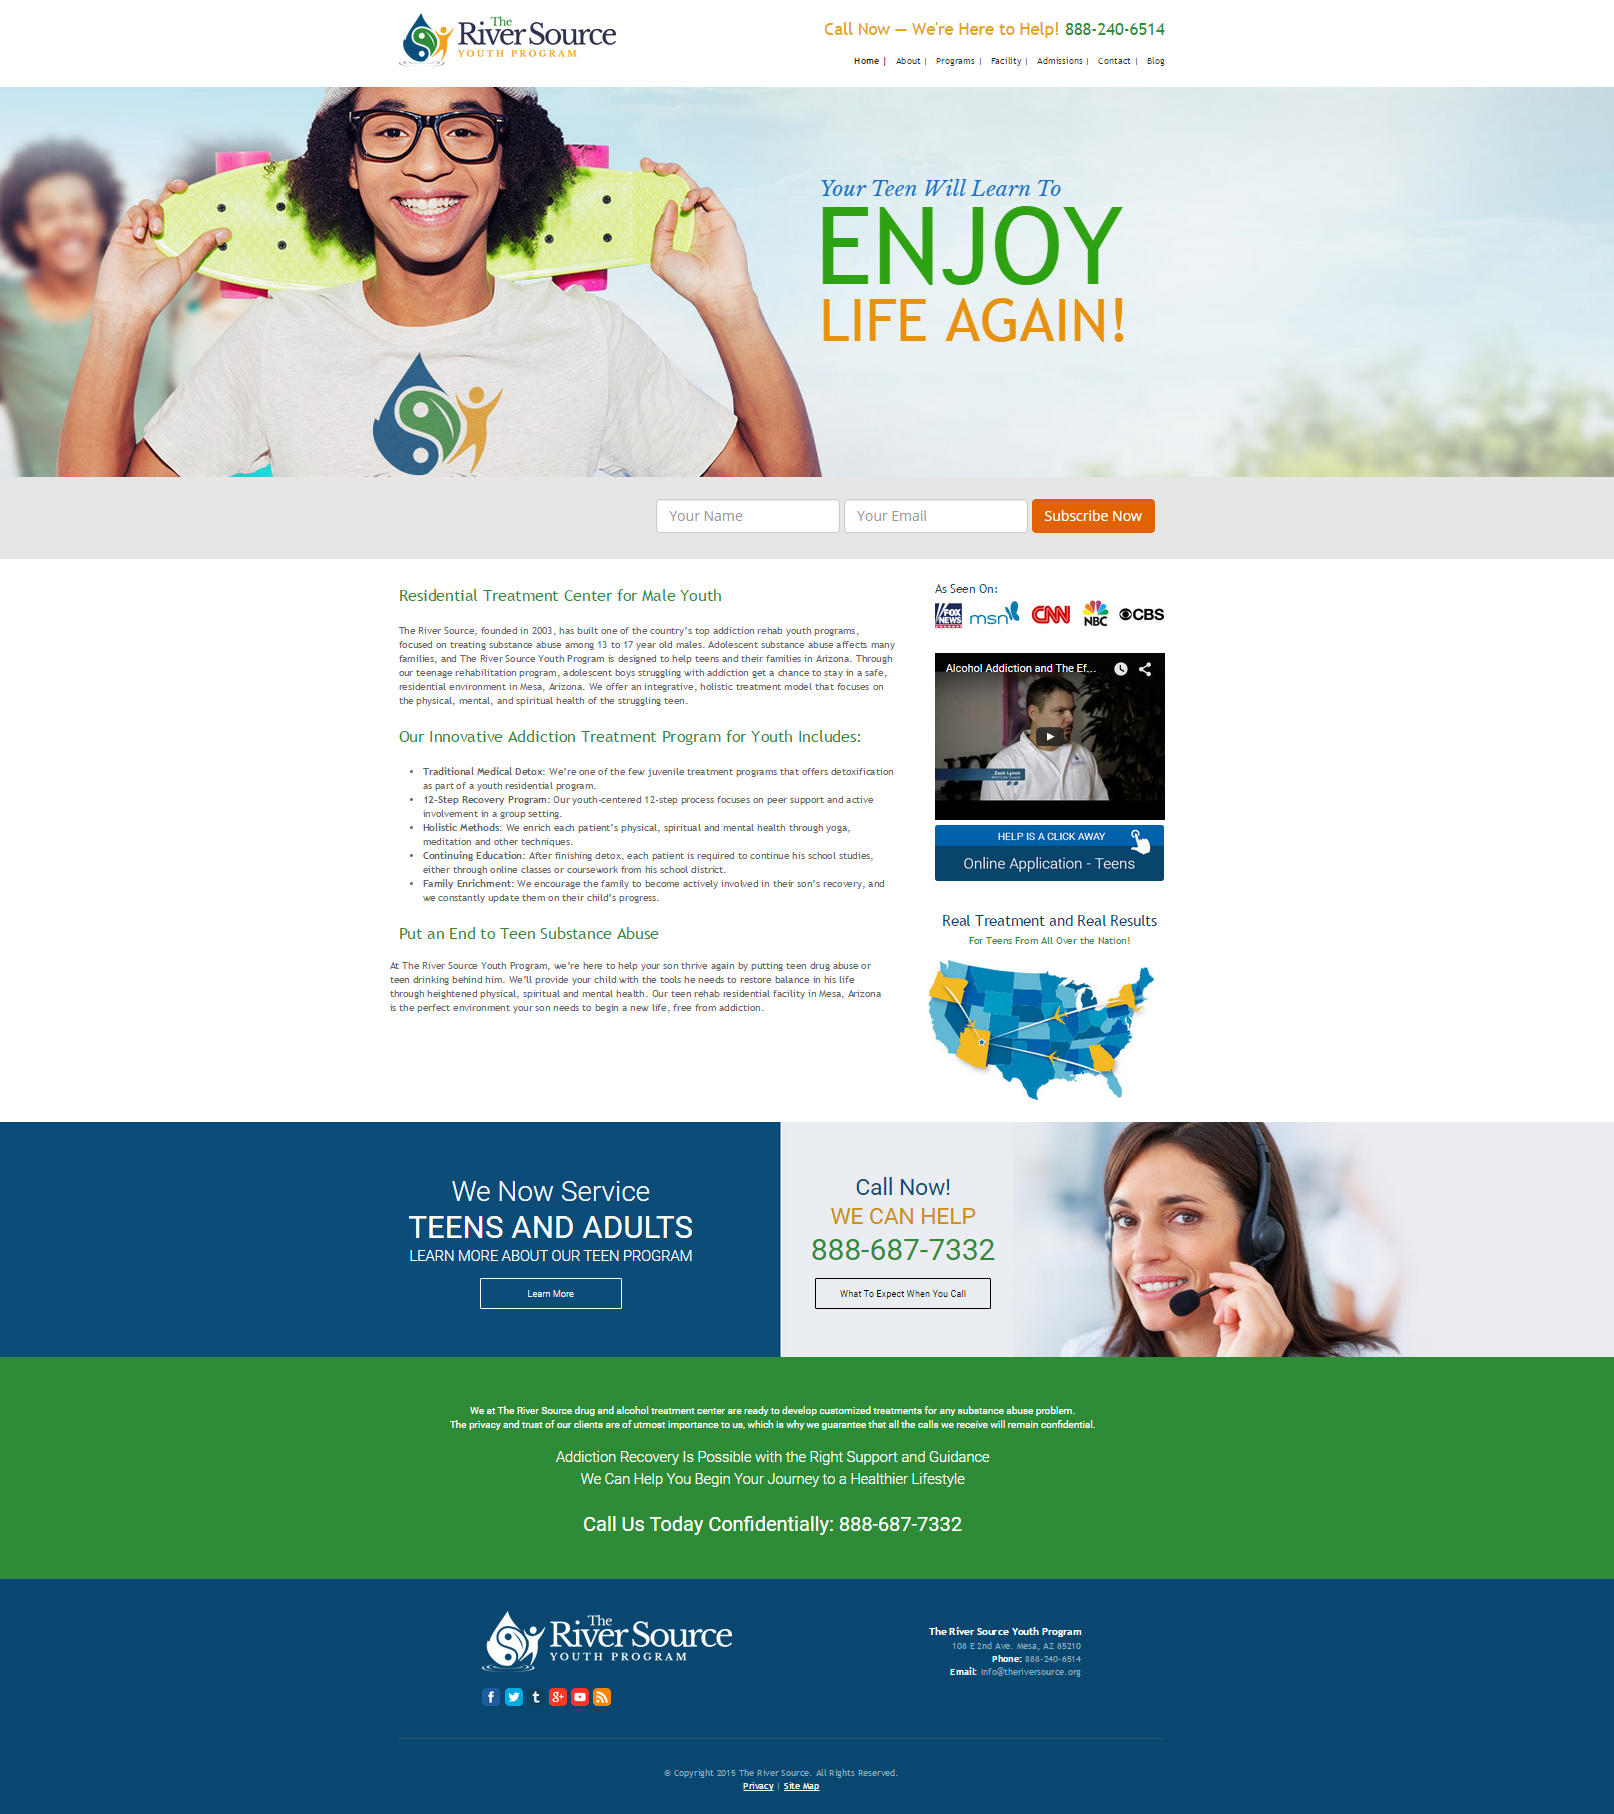 The
River Source
YOUTH PROGRAM
Call Now — We're Here to Help! 888-240-6514
Home | About | Programs | Facility | Admissions | Contact | Blog
Your Teen Will Learn To
ENJOY
LIFE AGAIN!
Your Name
Your Email
Subscribe Now
Residential Treatment Center for Male Youth
The River Source, founded in 2003, has built one of the country's top addiction rehab youth programs,
focused on treating substance abuse among 13 to 17 year old males. Adolescent substance abuse affects many
families, and The River Source Youth Program is designed to help teens and their families in Arizona. Through
our teenage rehabilitation program, adolescent boys struggling with addiction get a chance to stay in a safe,
residential environment in Mesa, Arizona. We offer an integrative, holistic treatment model that focuses on
the physical, mental, and spiritual health of the struggling teen.
Our Innovative Addiction Treatment Program for Youth Includes:
• Traditional Medical Detox: We're one of the few juvenile treatment programs that offers detoxification
as part of a youth residential program.
• 12-Step Recovery Program: Our youth-centered 12-step process focuses on peer support and active
involvement in a group setting.
• Holistic Methods: We enrich each patient's physical, spiritual and mental health through yoga,
meditation and other techniques.
• Continuing Education: After finishing detox, each patient is required to continue his school studies,
either through online classes or coursework from his school district.
• Family Enrichment: We encourage the family to become actively involved in their son's recovery, and
we constantly update them on their child's progress.
Put an End to Teen Substance Abuse
At The River Source Youth Program, we're here to help your son thrive again by putting teen drug abuse or
teen drinking behind him. We'll provide your child with the tools he needs to restore balance in his life
through heightened physical, spiritual and mental health. Our teen rehab residential facility in Mesa, Arizona
is the perfect environment your son needs to begin a new life, free from addiction.
As Seen On:
FOX NEWS msn CNN NBC CBS
Alcohol Addiction and The Ef...
Zach Lynch
HELP IS A CLICK AWAY
Online Application - Teens
Real Treatment and Real Results
For Teens From All Over the Nation!
We Now Service
TEENS AND ADULTS
LEARN MORE ABOUT OUR TEEN PROGRAM
Learn More
Call Now!
WE CAN HELP
888-687-7332
What To Expect When You Call
We at The River Source drug and alcohol treatment center are ready to develop customized treatments for any substance abuse problem.
The privacy and trust of our clients are of utmost importance to us, which is why we guarantee that all the calls we receive will remain confidential.
Addiction Recovery Is Possible with the Right Support and Guidance
We Can Help You Begin Your Journey to a Healthier Lifestyle
Call Us Today Confidentially: 888-687-7332
The
River Source
YOUTH PROGRAM
The River Source Youth Program
108 E 2nd Ave. Mesa, AZ 85210
Phone: 888-240-6514
Email: info@theriversource.org
© Copyright 2015 The River Source. All Rights Reserved.
Privacy | Site Map